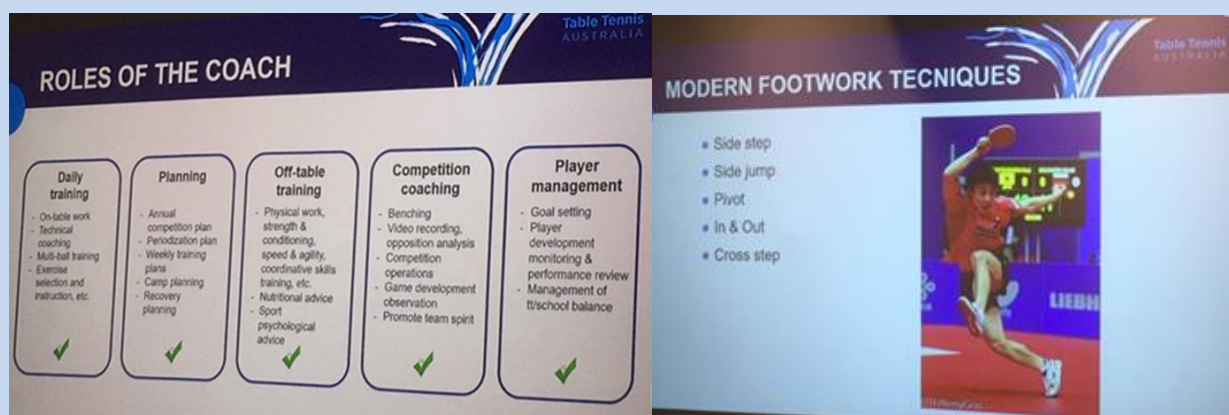 Table Tennis
AUSTRALIA
ROLES OF THE COACH
Daily
training
- On-table work
- Technical
coaching
- Multi-ball training
- Exercise
selection and
instruction, etc.
Planning
- Annual
competition plan
- Periodization plan
- Weekly training
plans
- Camp planning
- Recovery
planning
Off-table
training
- Physical work,
strength &
conditioning,
speed & agility,
coordinative skills
training, etc.
- Nutritional advice
- Sport
psychological
advice
Competition
coaching
- Benching
- Video recording,
opposition analysis
- Competition
operations
- Game development
observation
- Promote team spirit
Player
management
- Goal setting
- Player
development
monitoring &
performance review
- Management of
tt/school balance
Table Tennis
AUSTRALIA
MODERN FOOTWORK TECNIQUES
• Side step
• Side jump
• Pivot
• In & Out
• Cross step
LIEBH